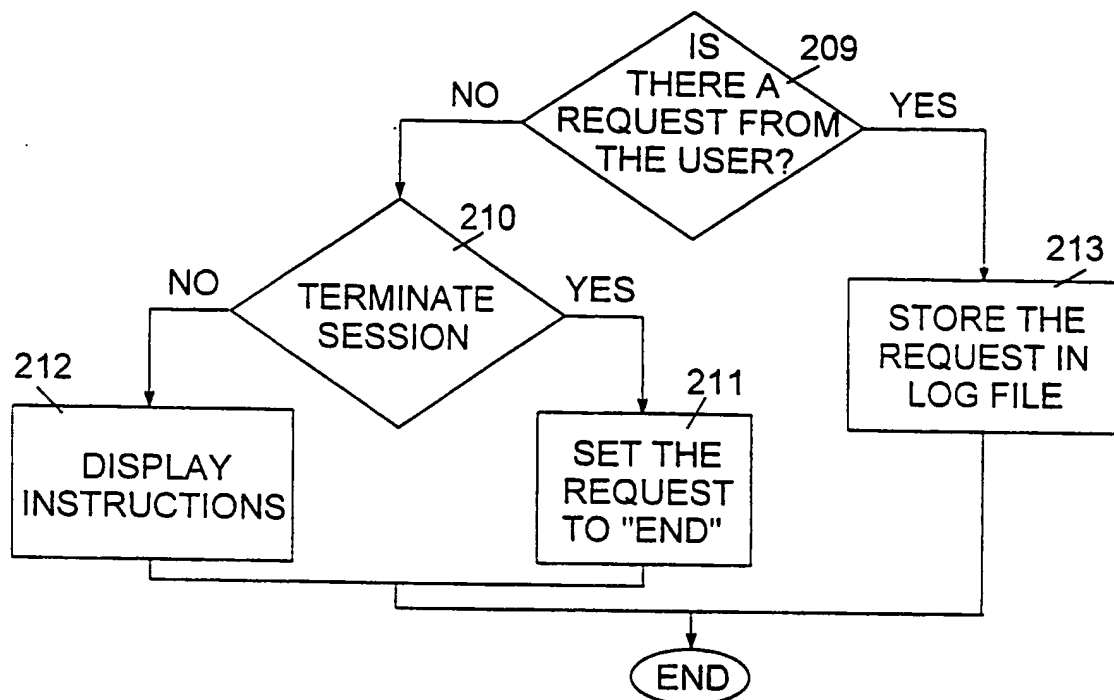 IS
THERE A
REQUEST FROM
THE USER?
209
NO
YES
210
TERMINATE
SESSION
NO
YES
213
STORE THE
REQUEST IN
LOG FILE
212
DISPLAY
INSTRUCTIONS
211
SET THE
REQUEST
TO "END"
END